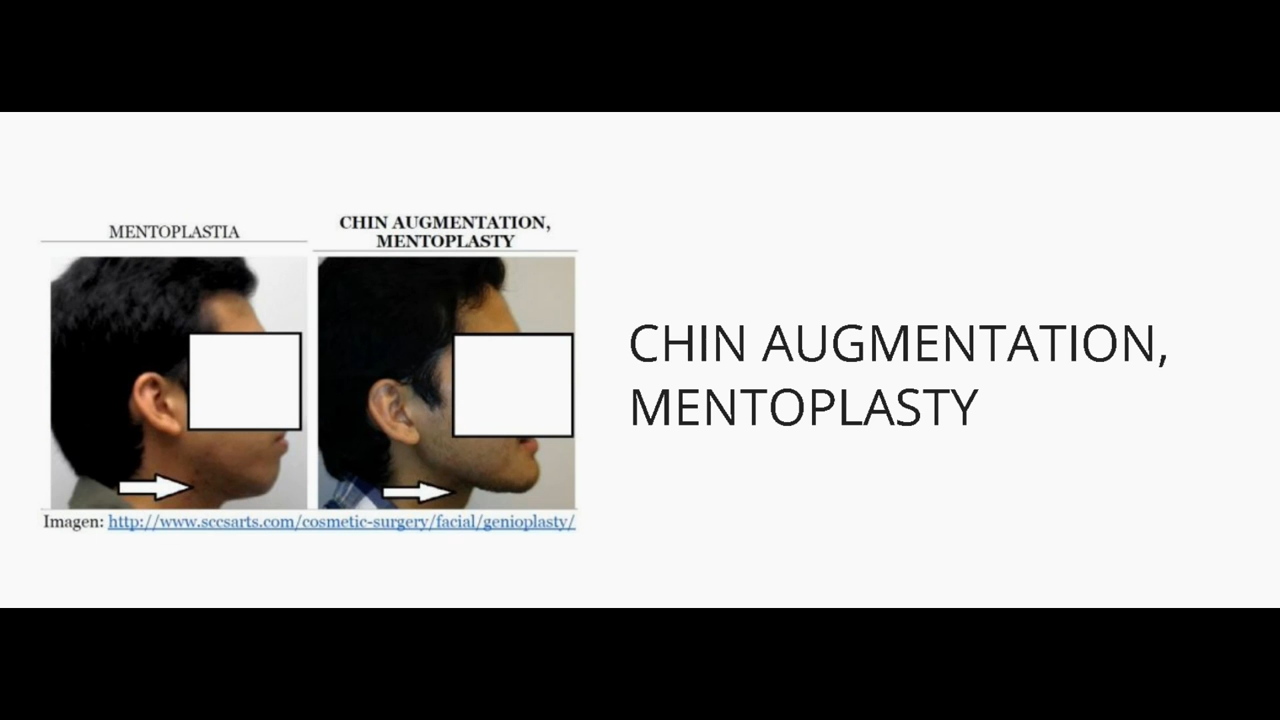 MENTOPLASTIA
CHIN AUGMENTATION,
MENTOPLASTY
Imagen: http://www.sccsarts.com/cosmetic-surgery/facial/genioplasty/
CHIN AUGMENTATION,
MENTOPLASTY